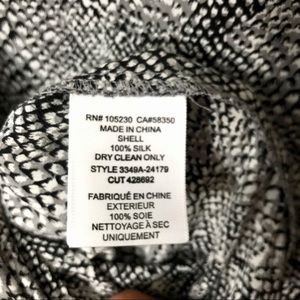 RN# 105230 CA#58350
MADE IN CHINA
SHELL
100% SILK
DRY CLEAN ONLY
STYLE 3349A-24179
CUT 428692
FABRIQUÉ EN CHINE
EXTERIEUR
100% SOIE
NETTOYAGE À SEC
UNIQUEMENT